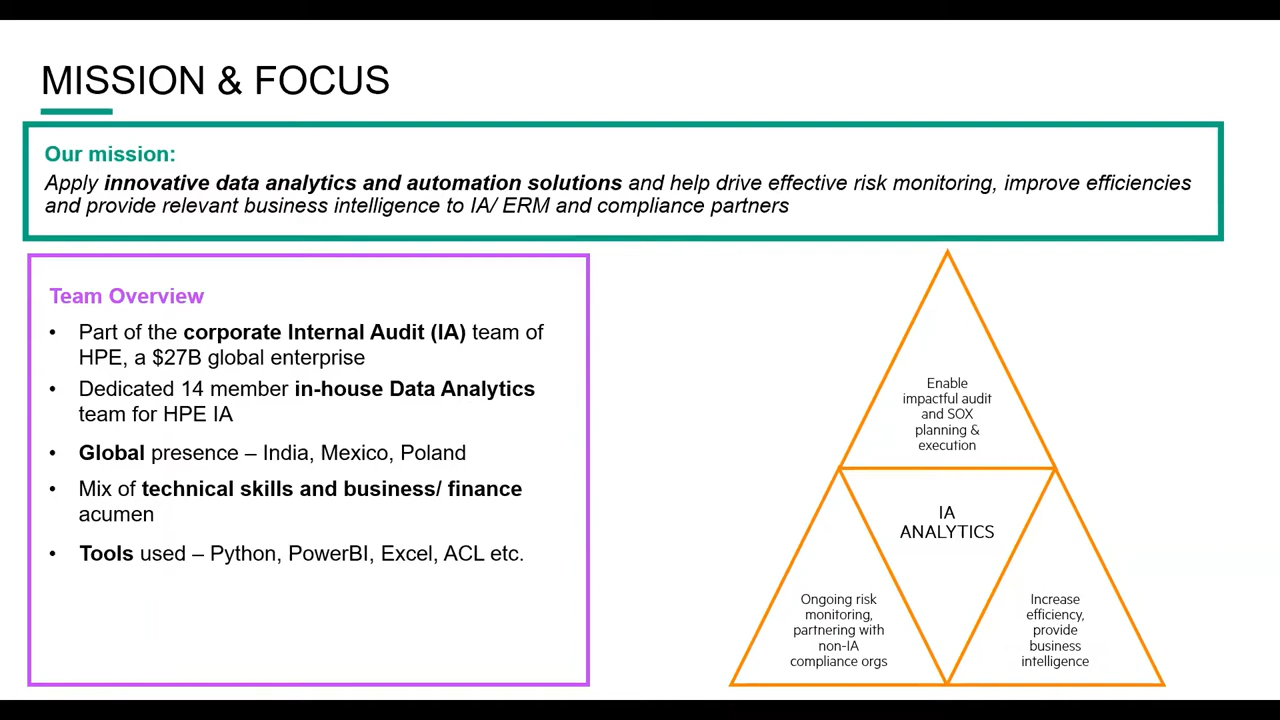 MISSION & FOCUS
Our mission:
Apply innovative data analytics and automation solutions and help drive effective risk monitoring, improve efficiencies
and provide relevant business intelligence to IA/ ERM and compliance partners
Team Overview
• Part of the corporate Internal Audit (IA) team of
HPE, a $27B global enterprise
• Dedicated 14 member in-house Data Analytics
team for HPE IA
• Global presence – India, Mexico, Poland
• Mix of technical skills and business/ finance
acumen
• Tools used – Python, PowerBI, Excel, ACL etc.
Enable
impactful audit
and SOX
planning &
execution
IA
ANALYTICS
Ongoing risk
monitoring,
partnering with
non-IA
compliance orgs
Increase
efficiency,
provide
business
intelligence